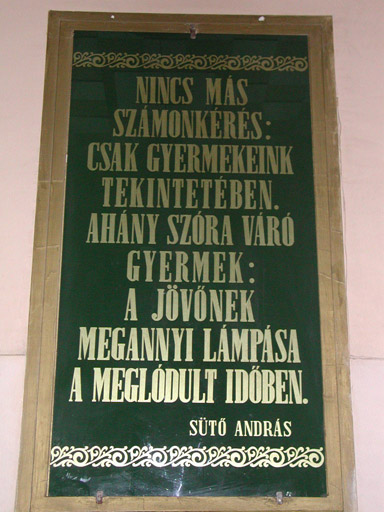 NINCS MÁS
SZÁMONKÉRÉS:
CSAK GYERMEKEINK
TEKINTETÉBEN.
AHÁNY SZÓRA VÁRÓ
GYERMEK:
A JÖVŐNEK
MEGANNYI LÁMPÁSA
A MEGLÓDULT IDŐBEN.
SÜTŐ ANDRÁS